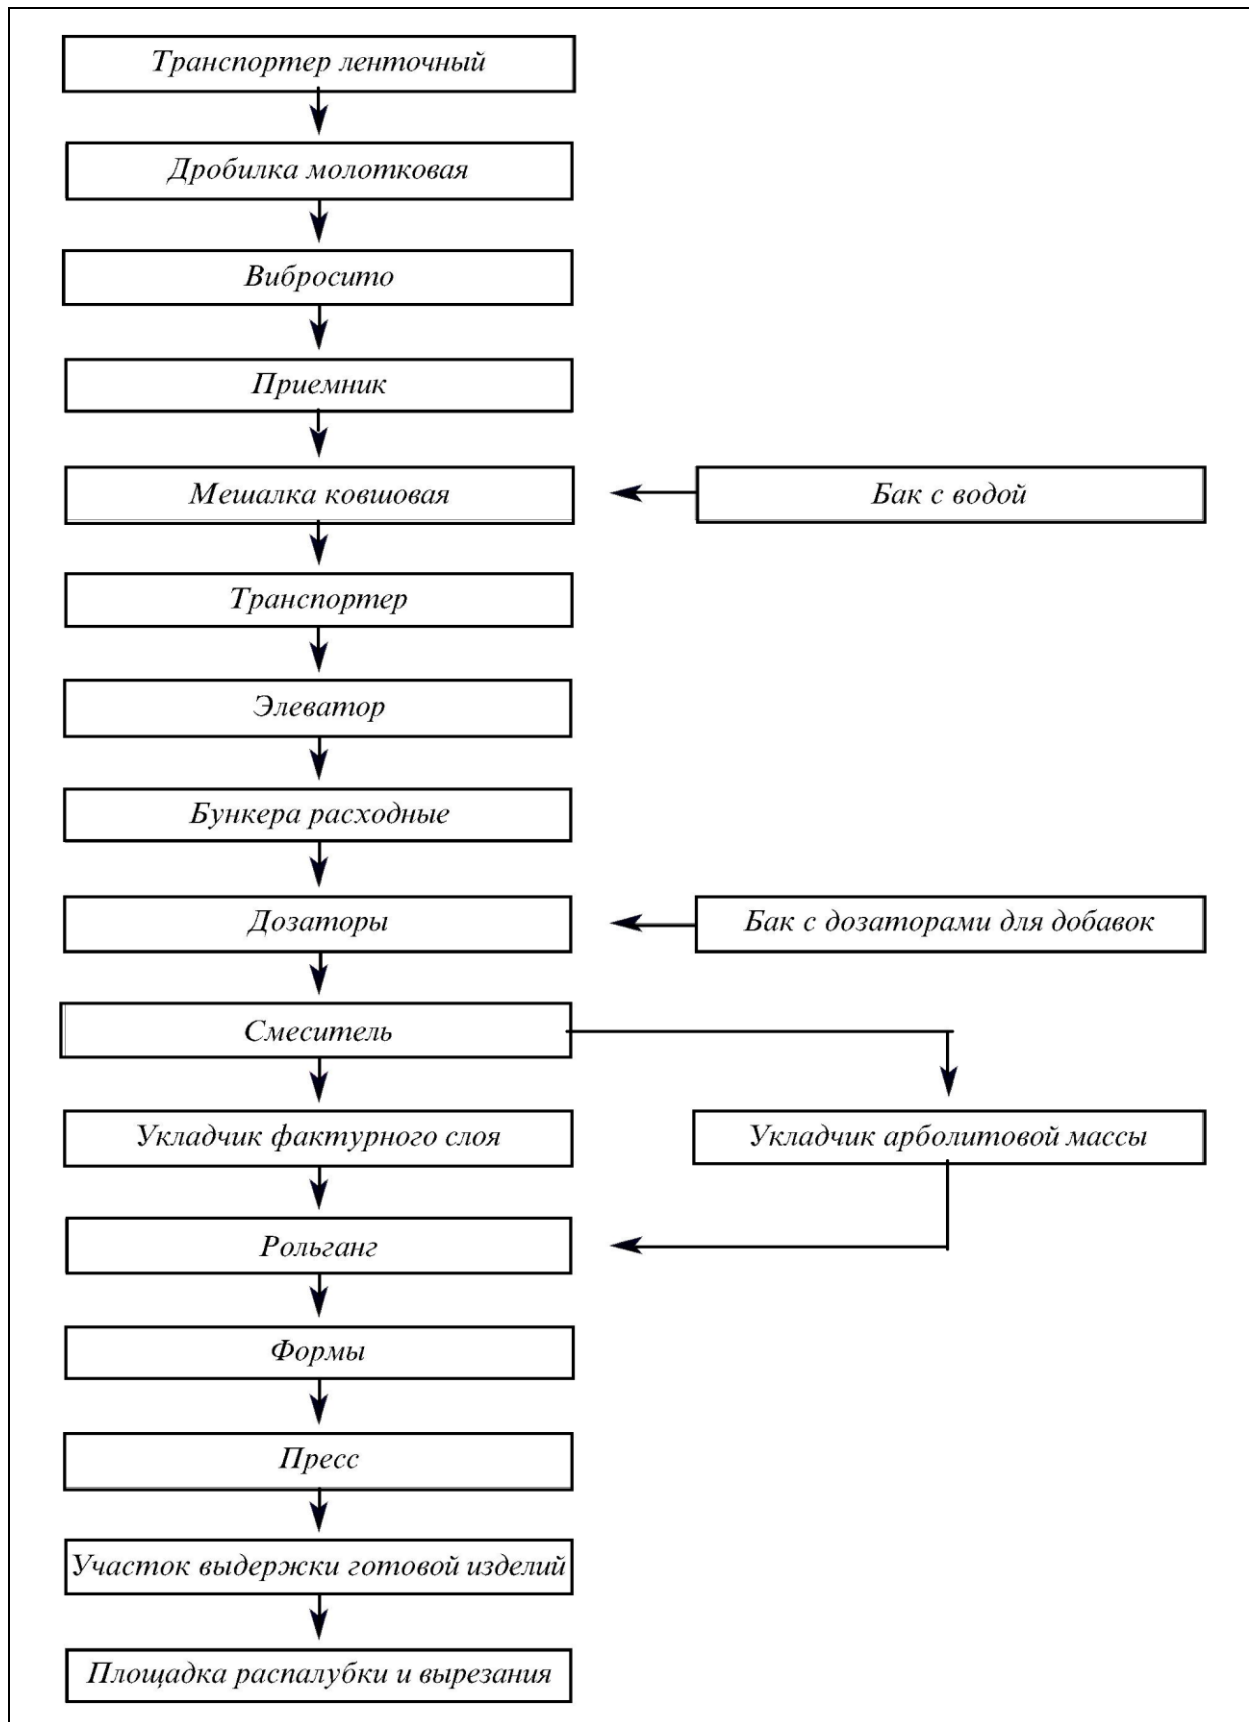 Транспортер ленточный
Дробилка молотковая
Вибросито
Приемник
Мешалка ковшовая
Бак с водой
Транспортер
Элеватор
Бункера расходные
Дозаторы
Бак с дозаторами для добавок
Смеситель
Укладчик фактурного слоя
Укладчик арболитовой массы
Рольганг
Формы
Пресс
Участок выдержки готовой изделий
Площадка распалубки и вырезания